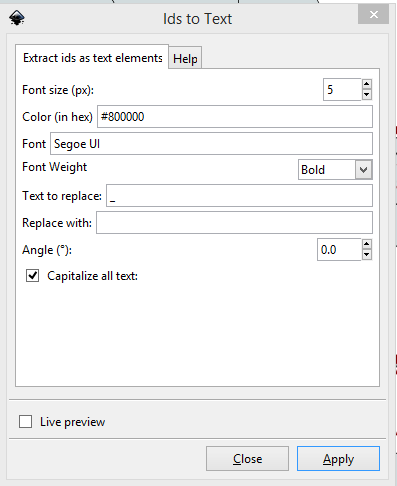 Ids to Text
Extract ids as text elements Help
Font size (px): 5
Color (in hex) #800000
Font Segoe UI
Font Weight Bold
Text to replace: _
Replace with:
Angle (°): 0.0
Capitalize all text:
Live preview
Close Apply